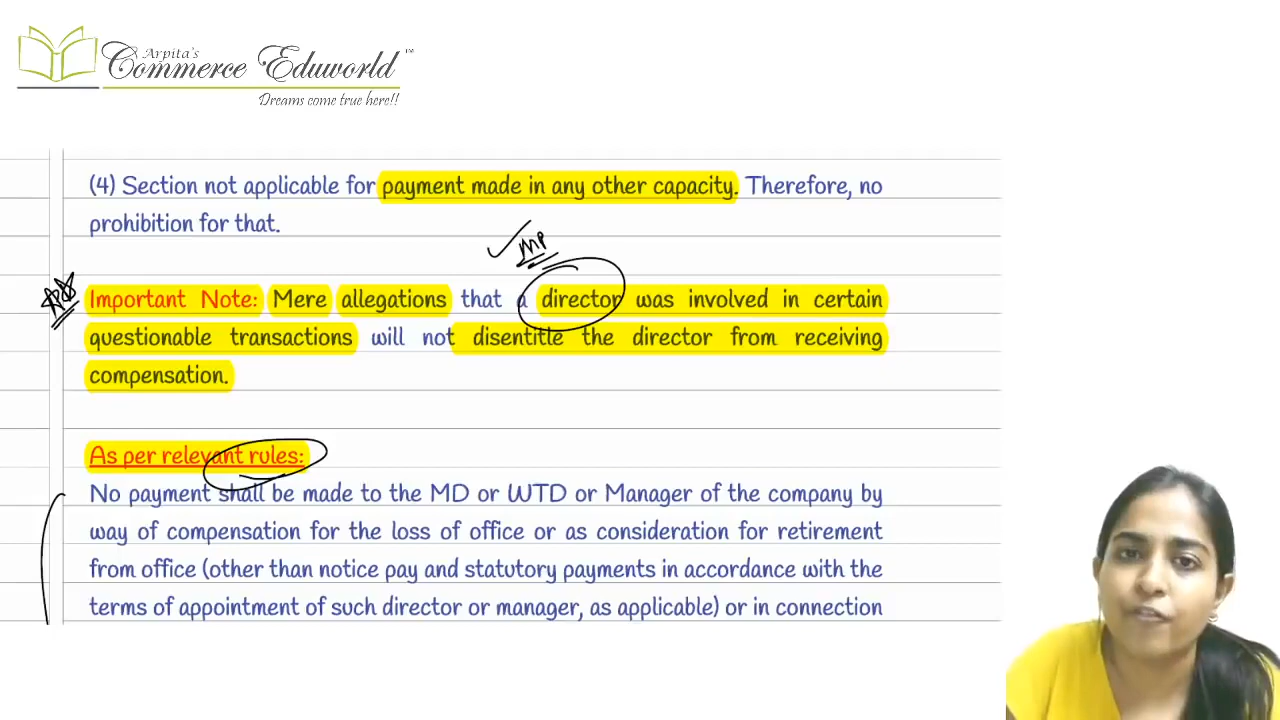 Arpita's
Commerce Eduworld™
Dreams come true here!!
(4) Section not applicable for payment made in any other capacity. Therefore, no
prohibition for that.
MP
Important Note: Mere allegations that a director was involved in certain
questionable transactions will not disentitle the director from receiving
compensation.
As per relevant rules:
No payment shall be made to the MD or WTD or Manager of the company by
way of compensation for the loss of office or as consideration for retirement
from office (other than notice pay and statutory payments in accordance with the
terms of appointment of such director or manager, as applicable) or in connection